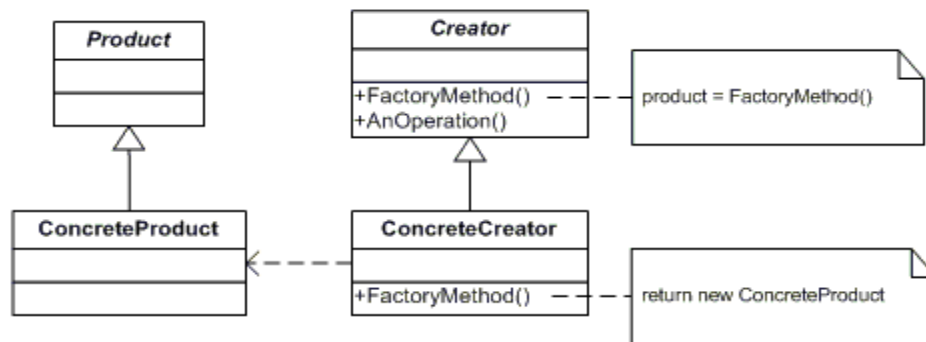 Product
Creator
+FactoryMethod()
+AnOperation()
product = FactoryMethod()
ConcreteProduct
ConcreteCreator
+FactoryMethod()
return new ConcreteProduct